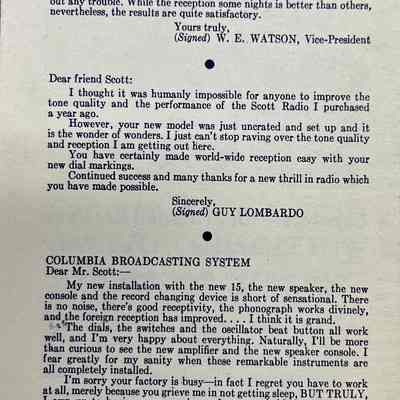 out any trouble. While the reception some nights is better than others,
nevertheless, the results are quite satisfactory.
Yours truly,
(Signed) W. E. WATSON, Vice-President
Dear friend Scott:
I thought it was humanly impossible for anyone to improve the
tone quality and the performance of the Scott Radio I purchased
a year ago.
However, your new model was just uncrated and set up and it
is the wonder of wonders. I just can't stop raving over the tone quality
and reception I am getting out here.
You have certainly made world-wide reception easy with your
new dial markings.
Continued success and many thanks for a new thrill in radio which
you have made possible.
Sincerely,
(Signed) GUY LOMBARDO
COLUMBIA BROADCASTING SYSTEM
Dear Mr. Scott:—
My new installation with the new 15, the new speaker, the new
console and the record changing device is short of sensational. There
is no noise, there's good receptivity, the phonograph works divinely,
and the foreign reception has improved.... I think it is grand.
The dials, the switches and the oscillator beat button all work
well, and I'm very happy about everything. Naturally, I'll be more
than curious to see the new amplifier and the new speaker console. I
fear greatly for my sanity when these remarkable instruments are
all completely installed.
I'm sorry your factory is busy—in fact I regret you have to work
at all, merely because you grieve me in not getting sleep, BUT TRULY,